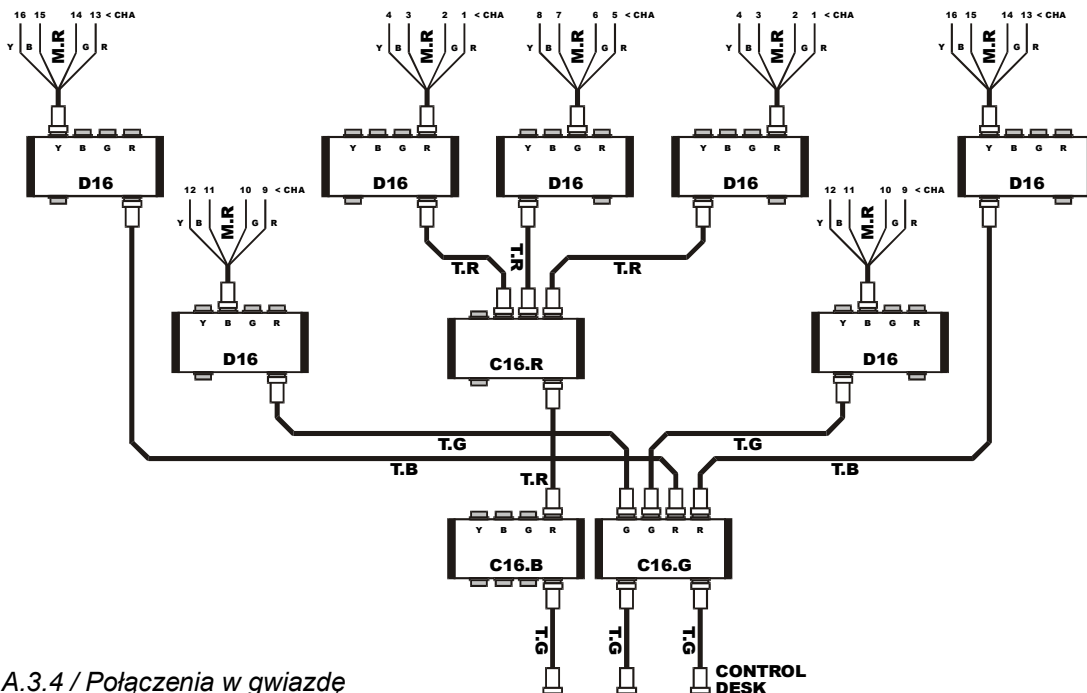 16 15 14 13 < CHA 4 3 2 1 < CHA 8 7 6 5 < CHA 4 3 2 1 < CHA 16 15 14 13 < CHA
Y B M.R G R Y B M.R G R Y B M.R G R Y B M.R G R Y B M.R G R
Y B G R Y B G R Y B G R Y B G R Y B G R
D16 D16 D16 D16 D16
12 11 10 9 < CHA 12 11 10 9 < CHA
Y B M.R G R Y B M.R G R
T.R T.R T.R
Y B G R Y B G R
D16 C16.R D16
T.G T.G
T.B T.R T.B
Y B G R G G R R
C16.B C16.G
T.G T.G T.G
CONTROL
DESK
A.3.4 / Połączenia w gwiazdę